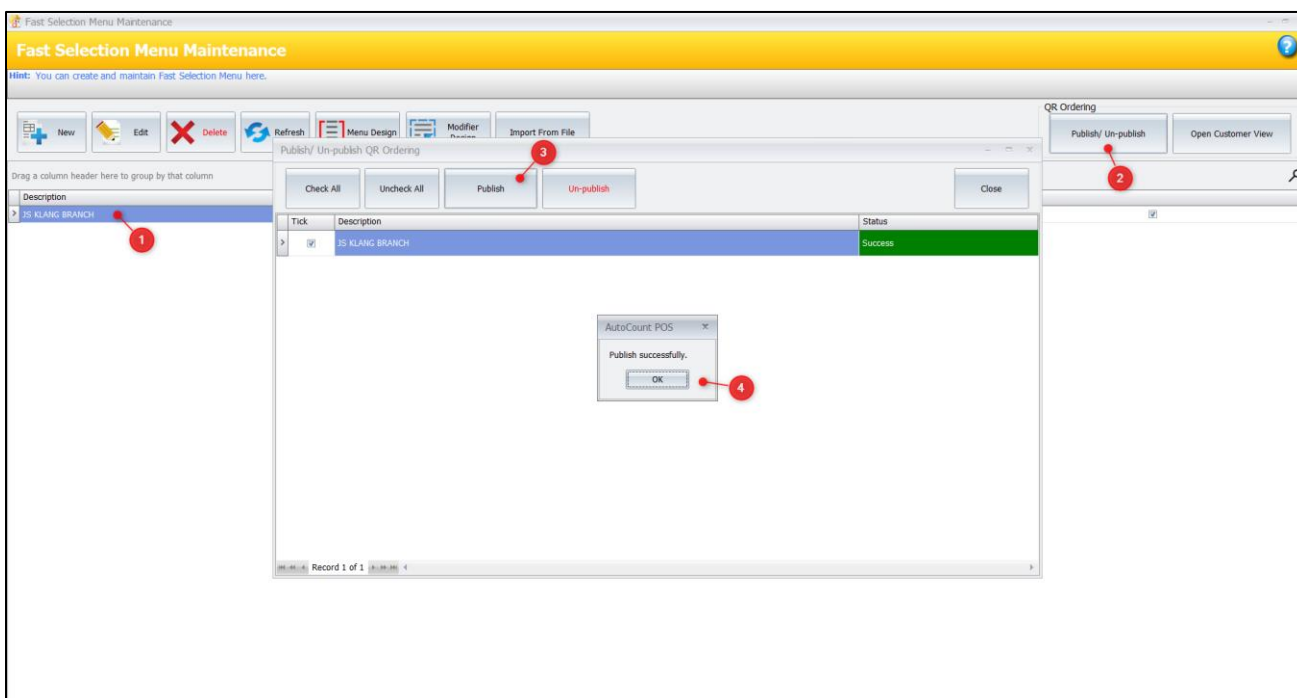 Fast Selection Menu Maintenance
Fast Selection Menu Maintenance
Hint: You can create and maintain Fast Selection Menu here.
QR Ordering
New
Edit
Delete
Refresh
Menu Design
Modifier
Import From File
Publish/ Un-publish
Open Customer View
Publish/ Un-publish QR Ordering
3
2
Drag a column header here to group by that column
Check All
Uncheck All
Publish
Un-publish
Close
Description
JS KLANG BRANCH
1
Tick
Description
Status
JS KLANG BRANCH
Success
AutoCount POS
Publish successfully.
OK
4
Record 1 of 1